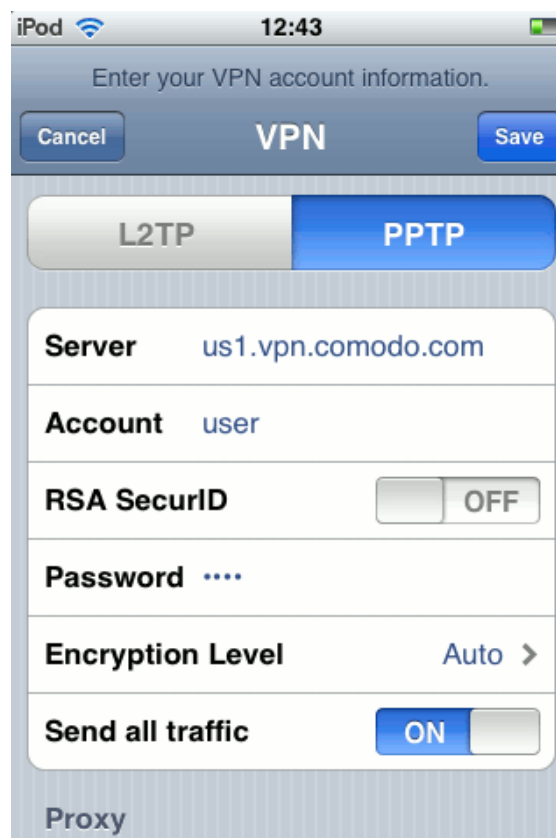 iPod 12:43
Enter your VPN account information.
Cancel VPN Save
L2TP PPTP
Server us1.vpn.comodo.com
Account user
RSA SecurID OFF
Password ••••
Encryption Level Auto
Send all traffic ON
Proxy